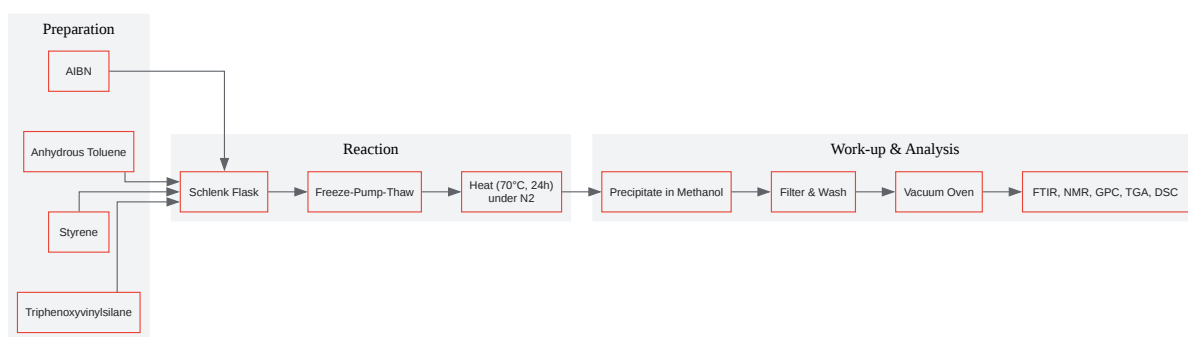 Preparation
AIBN
Anhydrous Toluene
Styrene
Triphenoxyvinylsilane
Reaction
Schlenk Flask
Freeze-Pump-Thaw
Heat (70°C, 24h)
under N2
Work-up & Analysis
Precipitate in Methanol
Filter & Wash
Vacuum Oven
FTIR, NMR, GPC, TGA, DSC